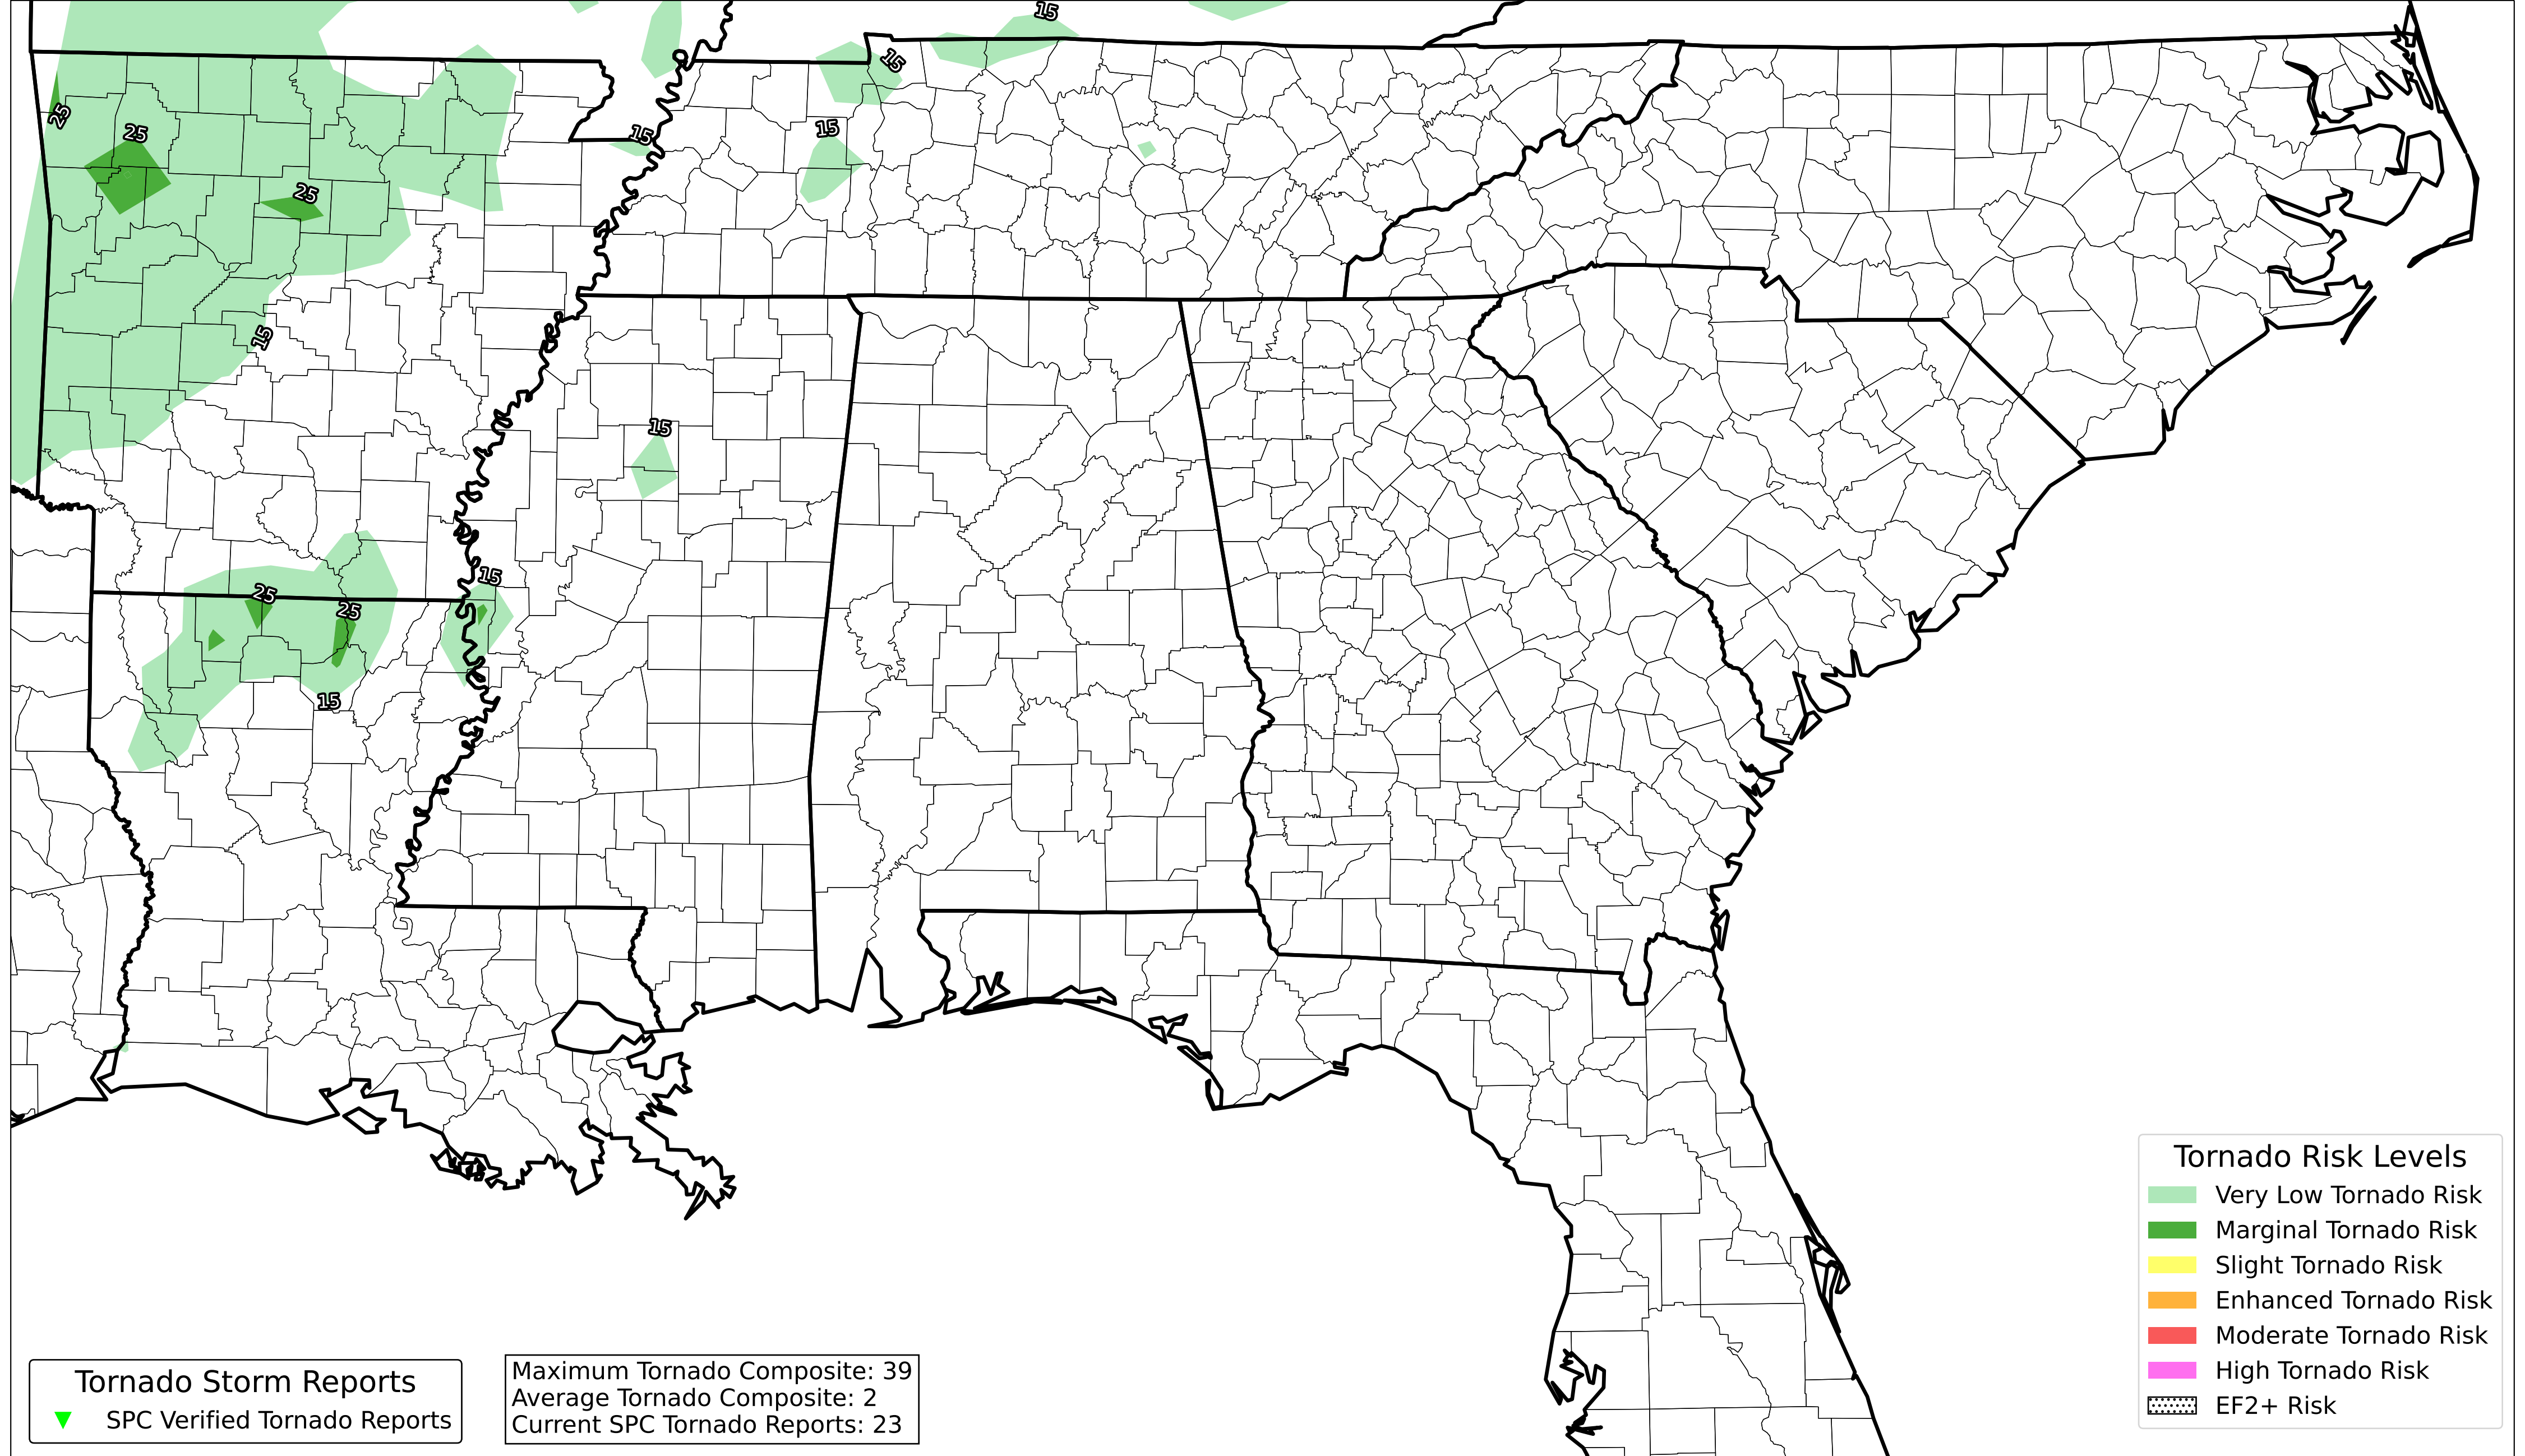 15
15
25
15
25
15
15
25
15
15
15
25
25
15
Tornado Risk Levels
Very Low Tornado Risk
Marginal Tornado Risk
Slight Tornado Risk
Enhanced Tornado Risk
Moderate Tornado Risk
High Tornado Risk
EF2+ Risk
Tornado Storm Reports
SPC Verified Tornado Reports
Maximum Tornado Composite: 39
Average Tornado Composite: 2
Current SPC Tornado Reports: 23